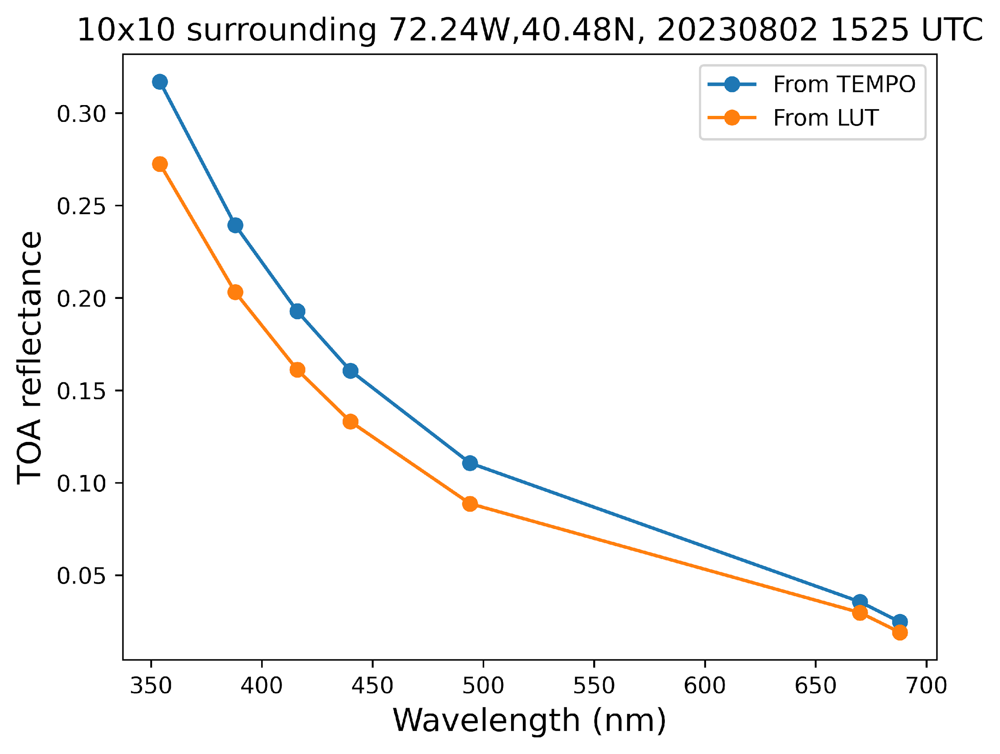 10x10 surrounding 72.24W,40.48N, 20230802 1525 UTC
From TEMPO
From LUT
TOA reflectance
0.30
0.25
0.20
0.15
0.10
0.05
350 400 450 500 550 600 650 700
Wavelength (nm)